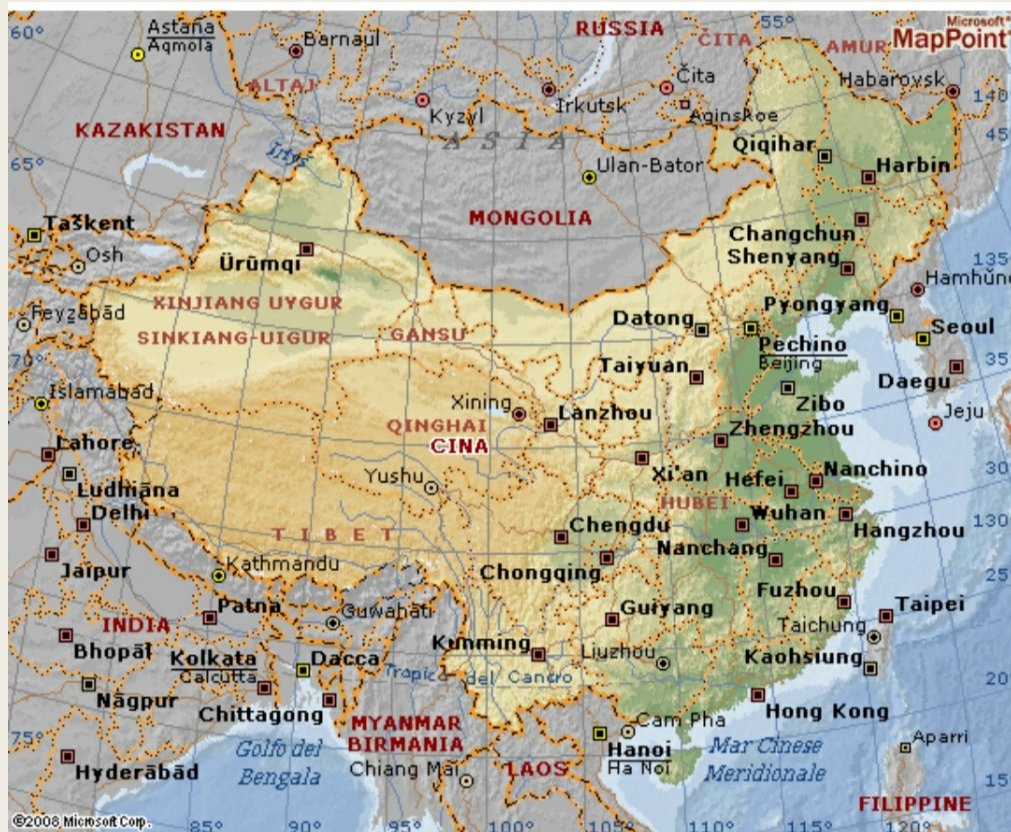 60°
Astana
Aqmola
Barnaul
RUSSIA
55°
Microsoft®
MapPoint®
ČITA
AMUR
ALTAJ
Kyzyl
Irkutsk
Čita
Aginskoe
Habarovsk
140°
KAZAKISTAN
ASIA
45°
65°
Irtyš
Ulan-Bator
Qiqihar
Harbin
MONGOLIA
Taškent
Osh
Ürümqi
Changchun
Shenyang
135°
Hamhŭng
XINJIANG UYGUR
Feyzābād
SINKIANG-UIGUR
GANSU
Datong
Pyongyang
Seoul
Pechino
Beijing
70°
Taiyuan
35°
Daegu
Islāmābād
Zibo
Xining
Lanzhou
Jeju
QINGHAI
CINA
Zhengzhou
Lahore
Ludhiāna
Yushu
Xi'an
Hefei
Nanchino
30°
HUBEI
Delhi
TIBET
Chengdu
Wuhan
Hangzhou
130°
Nanchang
Jaipur
Kathmandu
Chongqing
25°
Fuzhou
Patna
Guwahāti
Guiyang
Taipei
INDIA
Taichung
Bhopāl
Kunming
Liuzhou
Kaohsiung
Kolkata
Calcutta
Dacca
Tropico del Cancro
20°
Nāgpur
Chittagong
Hong Kong
MYANMAR
BIRMANIA
Cam Pha
75°
Golfo del
Bengala
Hanoi
Ha Noi
Mar Cinese
Meridionale
Aparri
Hyderābād
Chiang Mai
LAOS
15°
FILIPPINE
©2008 Microsoft Corp.
85°
90°
95°
100°
105°
110°
115°
120°